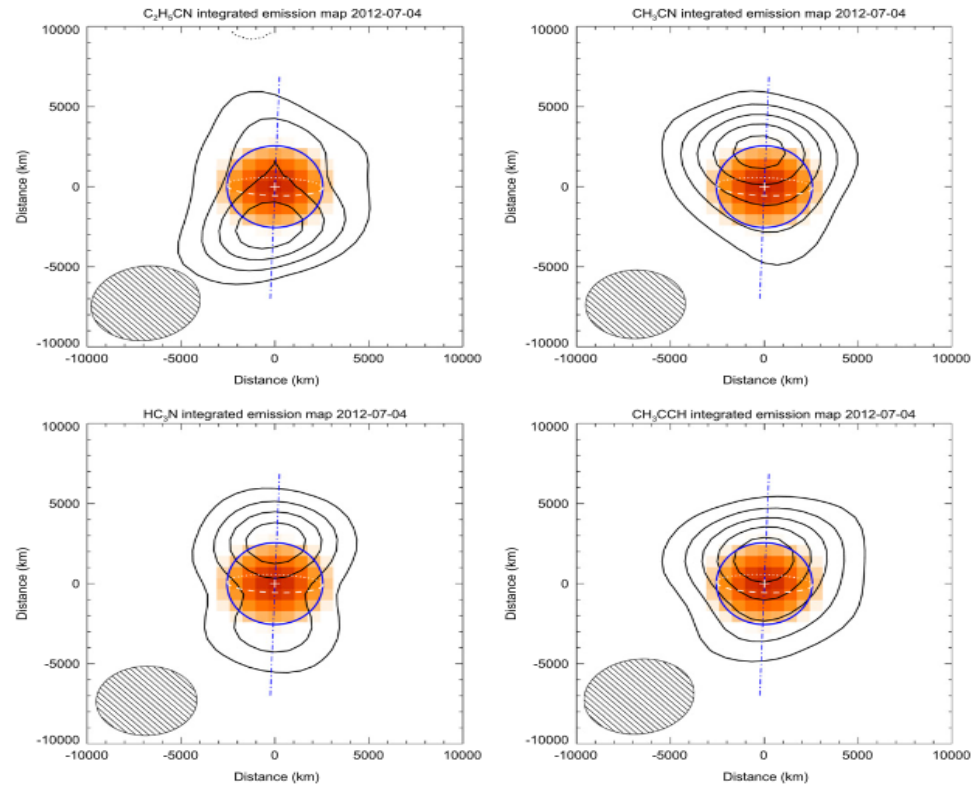 C₂H₅CN integrated emission map 2012-07-04
CH₃CN integrated emission map 2012-07-04
10000
5000
0
-5000
-10000
Distance (km)
-10000 -5000 0 5000 10000
Distance (km)
10000
5000
0
-5000
-10000
Distance (km)
-10000 -5000 0 5000 10000
Distance (km)
HC₃N integrated emission map 2012-07-04
CH₃CCH integrated emission map 2012-07-04
10000
5000
0
-5000
-10000
Distance (km)
-10000 -5000 0 5000 10000
Distance (km)
10000
5000
0
-5000
-10000
Distance (km)
-10000 -5000 0 5000 10000
Distance (km)